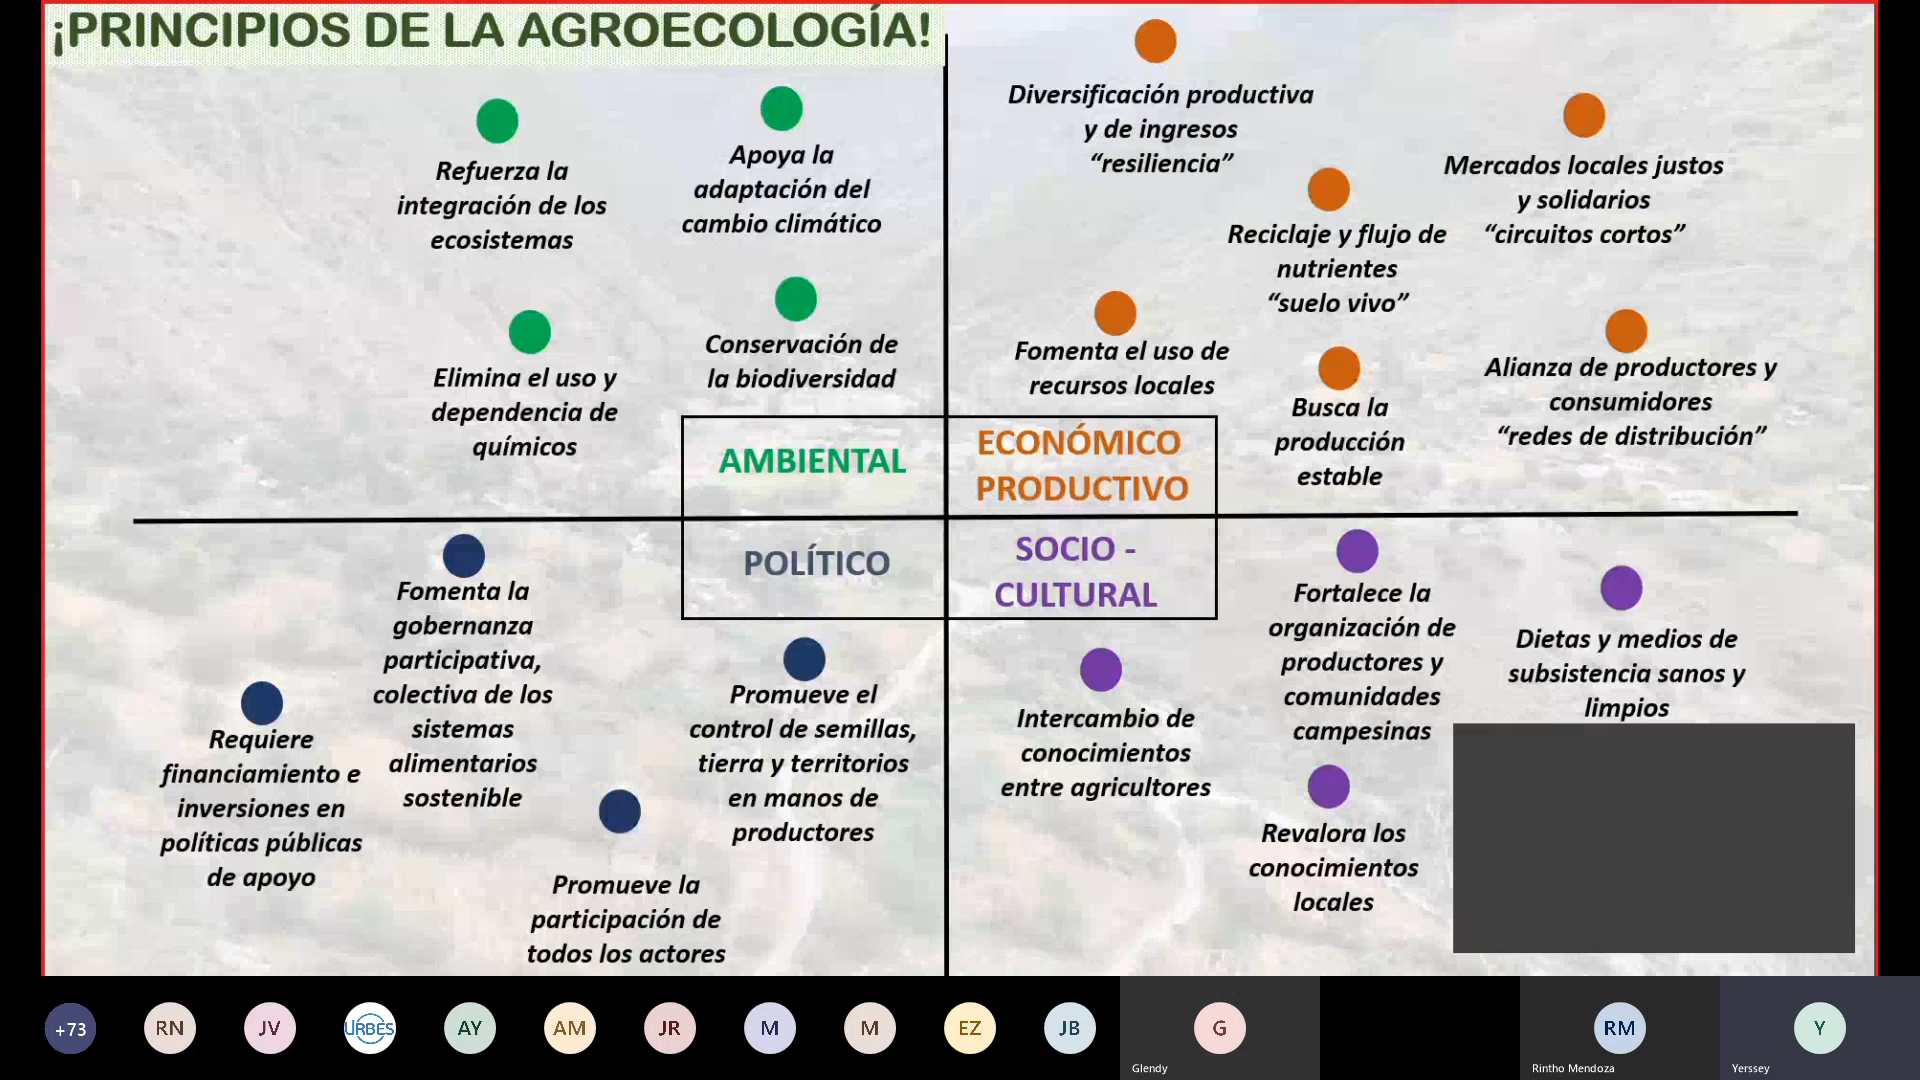 ¡PRINCIPIOS DE LA AGROECOLOGÍA!
Refuerza la
integración de los
ecosistemas
Apoya la
adaptación del
cambio climático
Elimina el uso y
dependencia de
químicos
Conservación de
la biodiversidad
Diversificación productiva
y de ingresos
“resiliencia”
Mercados locales justos
y solidarios
“circuitos cortos”
Reciclaje y flujo de
nutrientes
“suelo vivo”
Fomenta el uso de
recursos locales
Busca la
producción
estable
Alianza de productores y
consumidores
“redes de distribución”
AMBIENTAL
ECONÓMICO
PRODUCTIVO
POLÍTICO
SOCIO -
CULTURAL
Requiere
financiamiento e
inversiones en
políticas públicas
de apoyo
Fomenta la
gobernanza
participativa,
colectiva de los
sistemas
alimentarios
sostenible
Promueve la
participación de
todos los actores
Promueve el
control de semillas,
tierra y territorios
en manos de
productores
Intercambio de
conocimientos
entre agricultores
Fortalece la
organización de
productores y
comunidades
campesinas
Revalora los
conocimientos
locales
Dietas y medios de
subsistencia sanos y
limpios
+73
RN
JV
URBES
AY
AM
JR
M
M
EZ
JB
G
Glendy
RM
Rintho Mendoza
Y
Yerssey